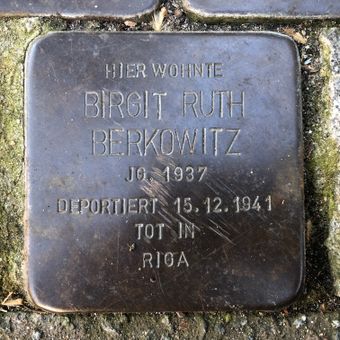 HIER WOHNTE
BIRGIT RUTH
BERKOWITZ
JG. 1937
DEPORTIERT 15.12.1941
TOT IN
RIGA